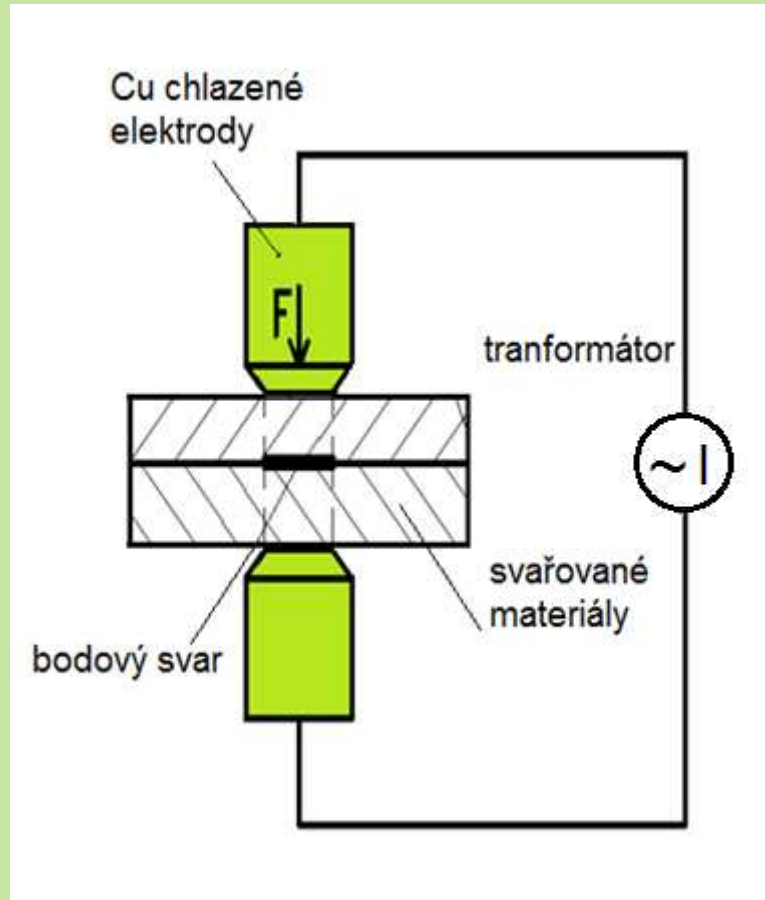 Cu chlazené
elektrody
F
tranformátor
~ I
svařované
materiály
bodový svar